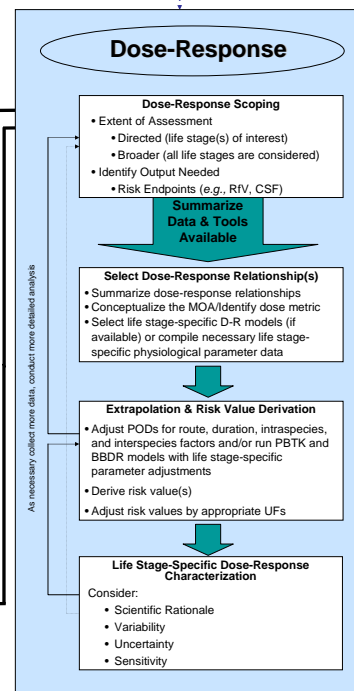 Dose-Response
Dose-Response Scoping
• Extent of Assessment
• Directed (life stage(s) of interest)
• Broader (all life stages are considered)
• Identify Output Needed
• Risk Endpoints (e.g., RfV, CSF)
Summarize
Data & Tools
Available
Select Dose-Response Relationship(s)
• Summarize dose-response relationships
• Conceptualize the MOA/Identify dose metric
• Select life stage-specific D-R models (if
available) or compile necessary life stage-
specific physiological parameter data
Extrapolation & Risk Value Derivation
• Adjust PODs for route, duration, intraspecies,
and interspecies factors and/or run PBTK and
BBDR models with life stage-specific
parameter adjustments
• Derive risk value(s)
• Adjust risk values by appropriate UFs
Life Stage-Specific Dose-Response
Characterization
Consider:
• Scientific Rationale
• Variability
• Uncertainty
• Sensitivity
As necessary collect more data, conduct more detailed analysis